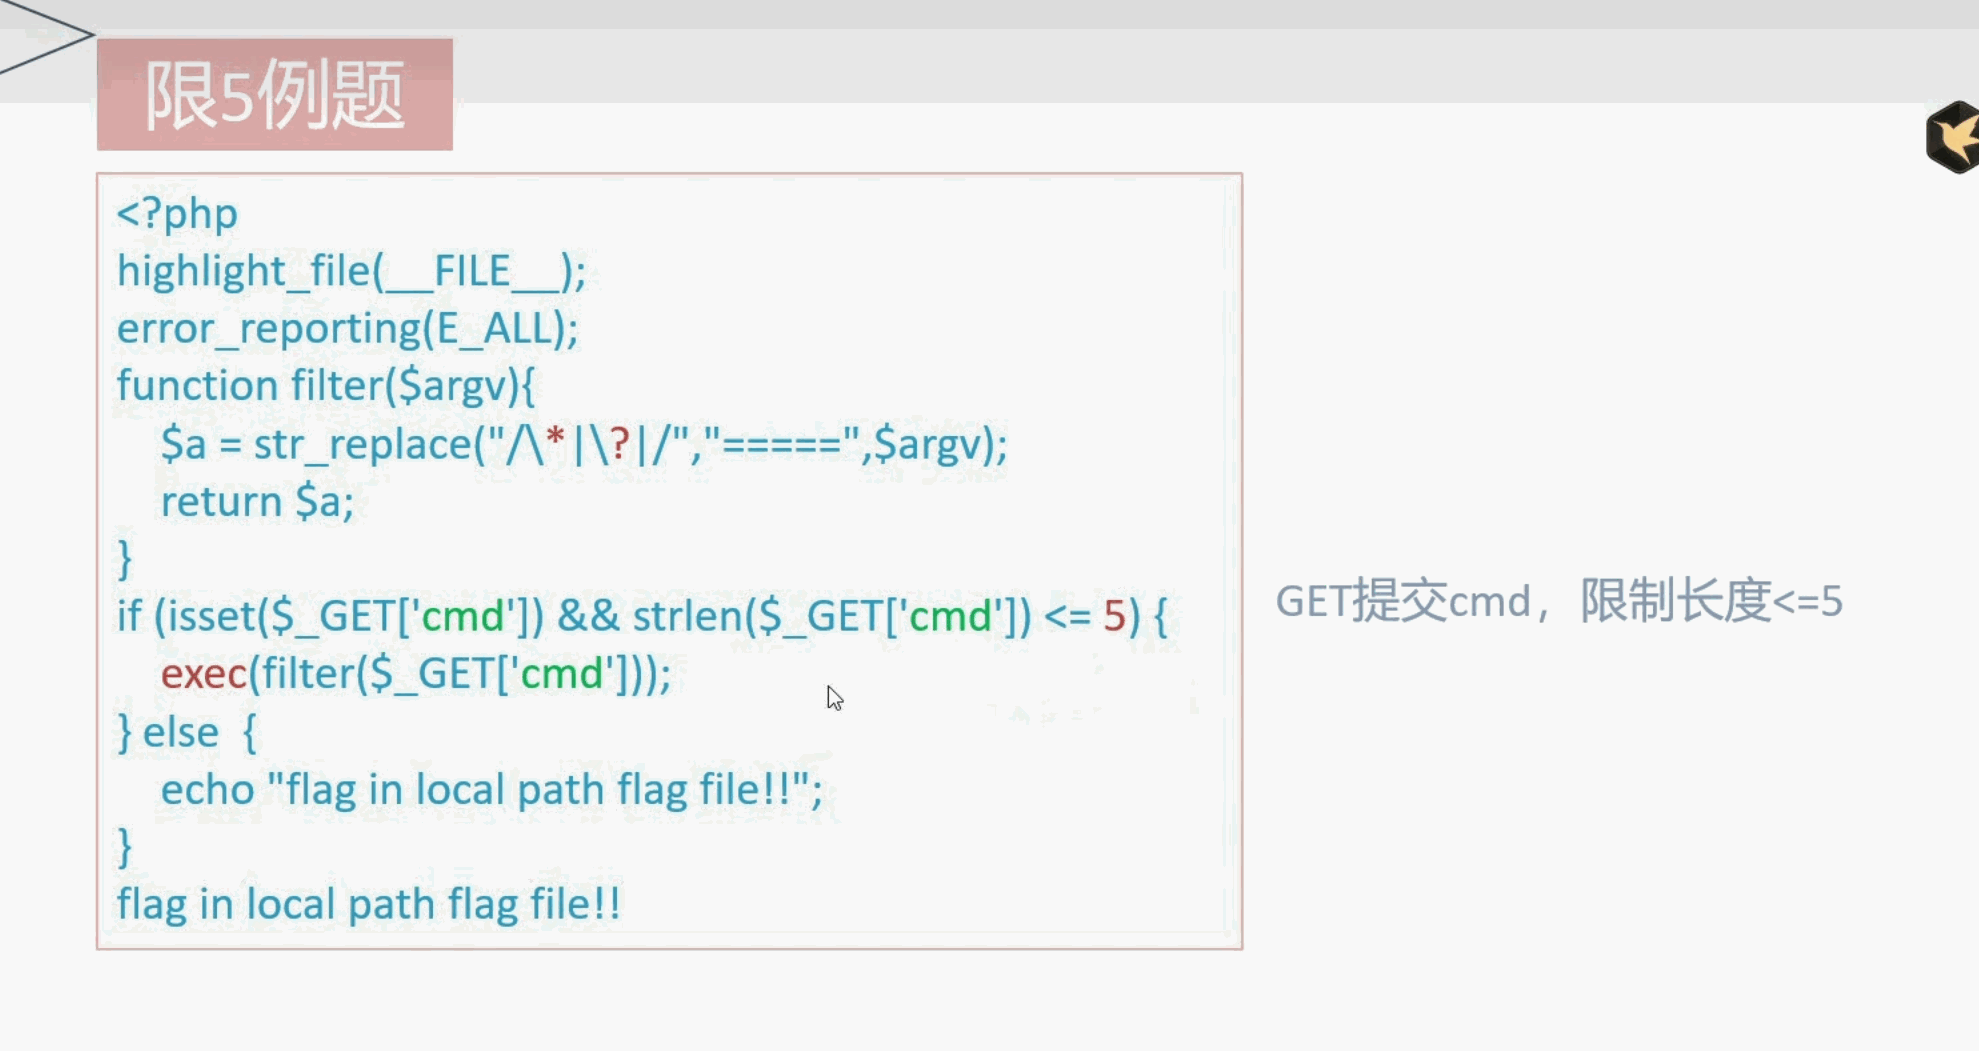 限5例题
<?php
highlight_file(__FILE__);
error_reporting(E_ALL);
function filter($argv){
$a = str_replace("/\*|\?|/","=====",$argv);
return $a;
}
if (isset($_GET['cmd']) && strlen($_GET['cmd']) <= 5) {
exec(filter($_GET['cmd']));
} else {
echo "flag in local path flag file!!";
}
flag in local path flag file!!
GET提交cmd，限制长度<=5